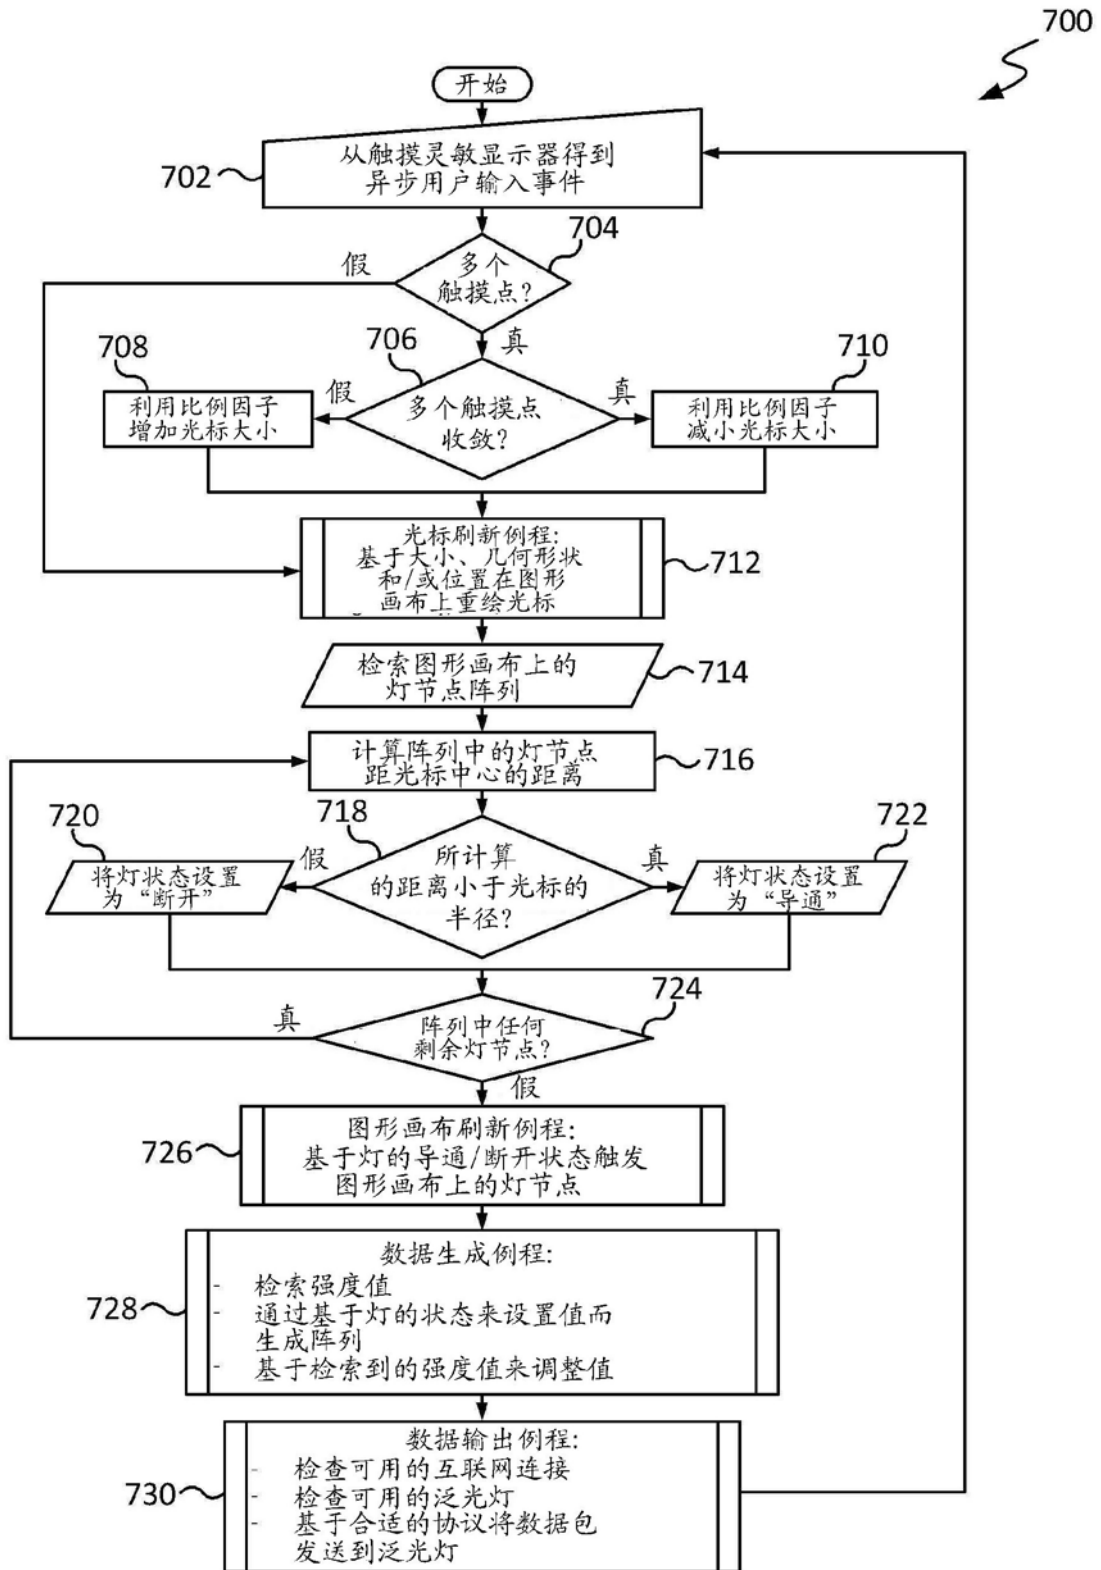 700
开始
702
从触摸灵敏显示器得到
异步用户输入事件
704
多个
触摸点?
假
真
706
多个触摸点
收敛?
假
真
708
利用比例因子
增加光标大小
710
利用比例因子
减小光标大小
光标刷新例程:
基于大小、几何形状
和/或位置在图形
画布上重绘光标
712
检索图形画布上的
灯节点阵列
714
计算阵列中的灯节点
距光标中心的距离
716
718
所计算
的距离小于光标的
半径?
假
真
720
将灯状态设置
为“断开”
722
将灯状态设置
为“导通”
724
阵列中任何
剩余灯节点?
真
假
726
图形画布刷新例程:
基于灯的导通/断开状态触发
图形画布上的灯节点
728
数据生成例程:
- 检索强度值
- 通过基于灯的状态来设置值而
生成阵列
- 基于检索到的强度值来调整值
730
数据输出例程:
- 检查可用的互联网连接
- 检查可用的泛光灯
- 基于合适的协议将数据包
发送到泛光灯